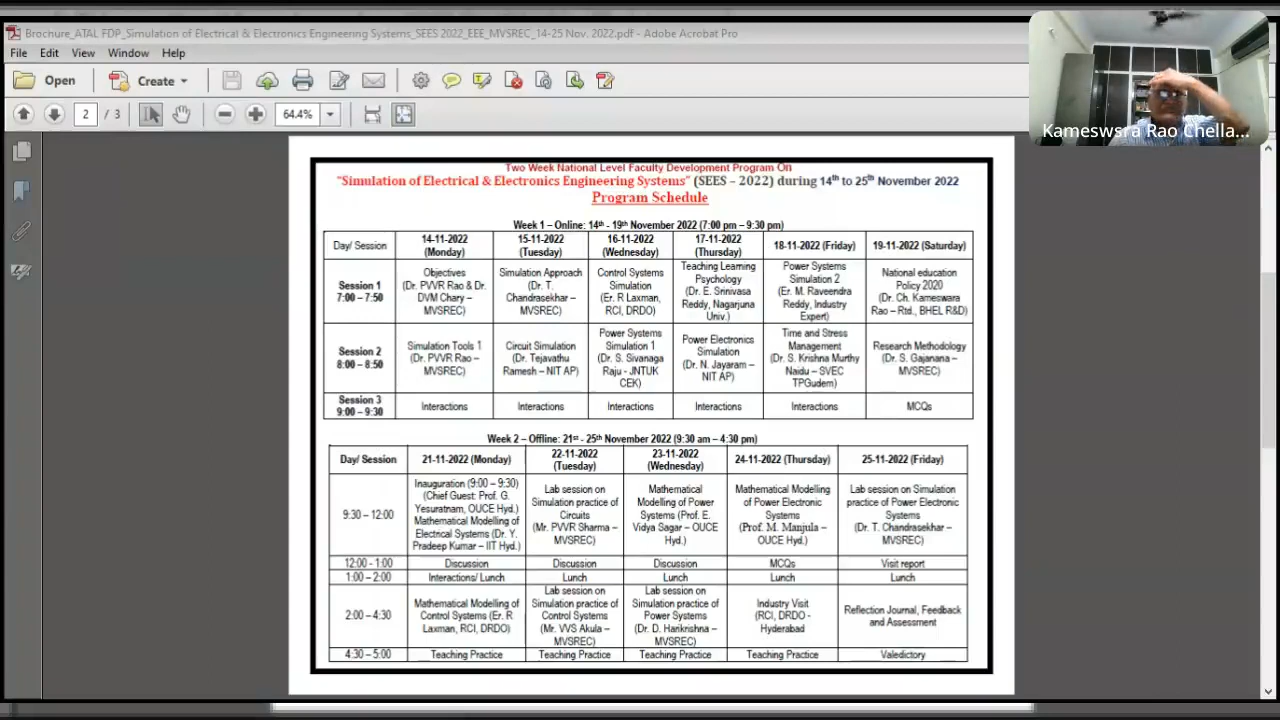 Brochure_ATAL FDP_Simulation of Electrical & Electronics Engineering Systems_SEES 2022_EEE_MVSREC_14-25 Nov. 2022.pdf - Adobe Acrobat Pro
File Edit View Window Help
Open Create
2 / 3 64.4%
Kameswsra Rao Chella...
Two Week National Level Faculty Development Program On
"Simulation of Electrical & Electronics Engineering Systems" (SEES – 2022) during 14th to 25th November 2022
Program Schedule
Week 1 – Online: 14th - 19th November 2022 (7:00 pm – 9:30 pm)
Day/ Session
14-11-2022
(Monday)
15-11-2022
(Tuesday)
16-11-2022
(Wednesday)
17-11-2022
(Thursday)
18-11-2022 (Friday)
19-11-2022 (Saturday)
Session 1
7:00 – 7:50
Objectives
(Dr. PVVR Rao & Dr.
DVM Chary –
MVSREC)
Simulation Approach
(Dr. T.
Chandrasekhar –
MVSREC)
Control Systems
Simulation
(Er. R Laxman,
RCI, DRDO)
Teaching Learning
Psychology
(Dr. E. Srinivasa
Reddy, Nagarjuna
Univ.)
Power Systems
Simulation 2
(Er. M. Raveendra
Reddy, Industry
Expert)
National education
Policy 2020
(Dr. Ch. Kameswara
Rao – Rtd., BHEL R&D)
Session 2
8:00 – 8:50
Simulation Tools 1
(Dr. PVVR Rao –
MVSREC)
Circuit Simulation
(Dr. Tejavathu
Ramesh – NIT AP)
Power Systems
Simulation 1
(Dr. S. Sivanaga
Raju - JNTUK
CEK)
Power Electronics
Simulation
(Dr. N. Jayaram –
NIT AP)
Time and Stress
Management
(Dr. S. Krishna Murthy
Naidu – SVEC
TPGudem)
Research Methodology
(Dr. S. Gajanana –
MVSREC)
Session 3
9:00 – 9:30
Interactions
Interactions
Interactions
Interactions
Interactions
MCQs
Week 2 – Offline: 21st - 25th November 2022 (9:30 am – 4:30 pm)
Day/ Session
21-11-2022 (Monday)
22-11-2022
(Tuesday)
23-11-2022
(Wednesday)
24-11-2022 (Thursday)
25-11-2022 (Friday)
9:30 – 12:00
Inauguration (9:00 – 9:30)
(Chief Guest: Prof. G.
Yesuratnam, OUCE Hyd.)
Mathematical Modelling of
Electrical Systems (Dr. Y.
Pradeep Kumar – IIT Hyd.)
Lab session on
Simulation practice of
Circuits
(Mr. PVVR Sharma –
MVSREC)
Mathematical
Modelling of Power
Systems (Prof. E.
Vidya Sagar – OUCE
Hyd.)
Mathematical Modelling
of Power Electronic
Systems
(Prof. M. Manjula –
OUCE Hyd.)
Lab session on Simulation
practice of Power Electronic
Systems
(Dr. T. Chandrasekhar –
MVSREC)
12:00 - 1:00
Discussion
Discussion
Discussion
MCQs
Visit report
1:00 – 2:00
Interactions/ Lunch
Lunch
Lunch
Lunch
Lunch
2:00 – 4:30
Mathematical Modelling of
Control Systems (Er. R
Laxman, RCI, DRDO)
Lab session on
Simulation practice of
Control Systems
(Mr. VVS Akula –
MVSREC)
Lab session on
Simulation practice of
Power Systems
(Dr. D. Harikrishna –
MVSREC)
Industry Visit
(RCI, DRDO -
Hyderabad
Reflection Journal, Feedback
and Assessment
4:30 – 5:00
Teaching Practice
Teaching Practice
Teaching Practice
Teaching Practice
Valedictory